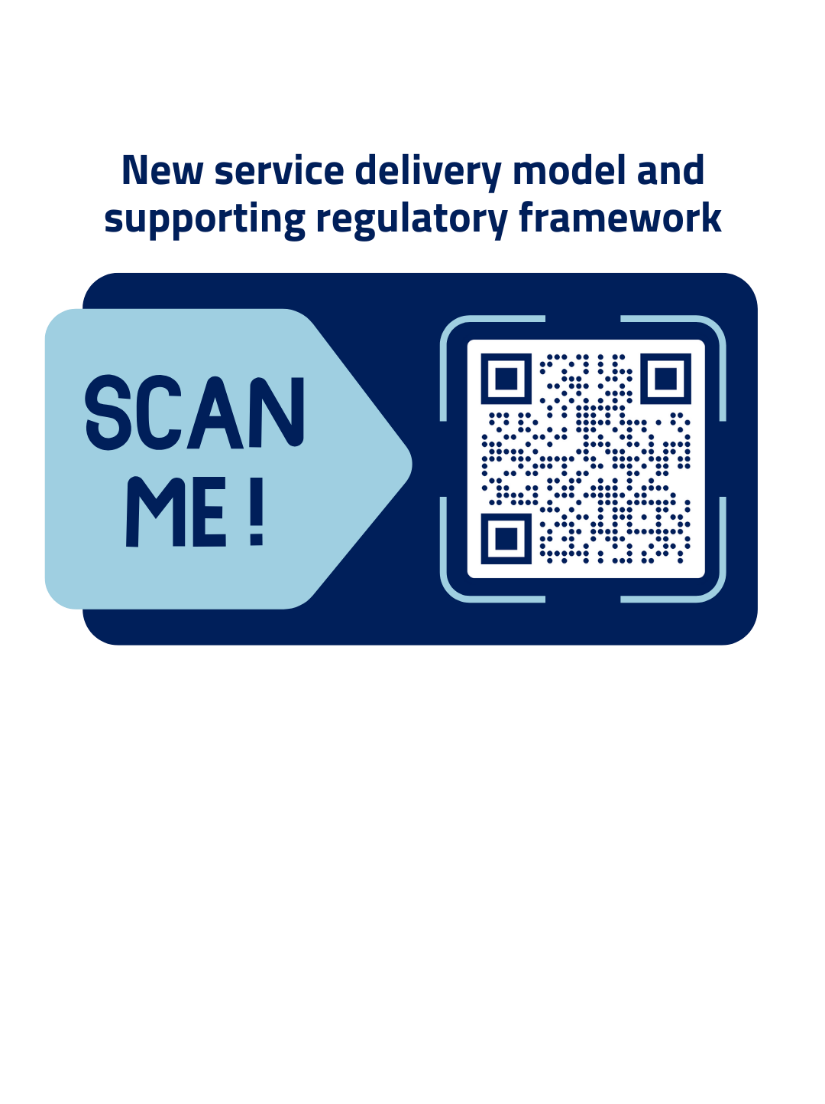 New service delivery model and
supporting regulatory framework
SCAN
ME!